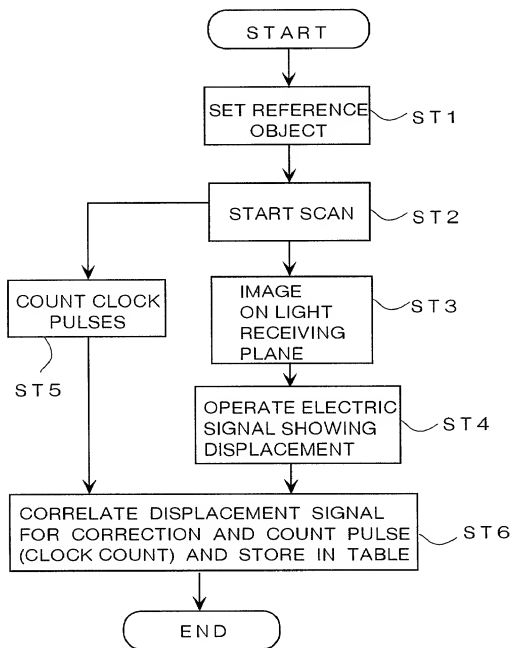 START
SET REFERENCE
OBJECT
ST1
START SCAN
ST2
IMAGE
ON LIGHT
RECEIVING
PLANE
ST3
COUNT CLOCK
PULSES
ST5
OPERATE ELECTRIC
SIGNAL SHOWING
DISPLACEMENT
ST4
CORRELATE DISPLACEMENT SIGNAL
FOR CORRECTION AND COUNT PULSE
(CLOCK COUNT) AND STORE IN TABLE
ST6
END